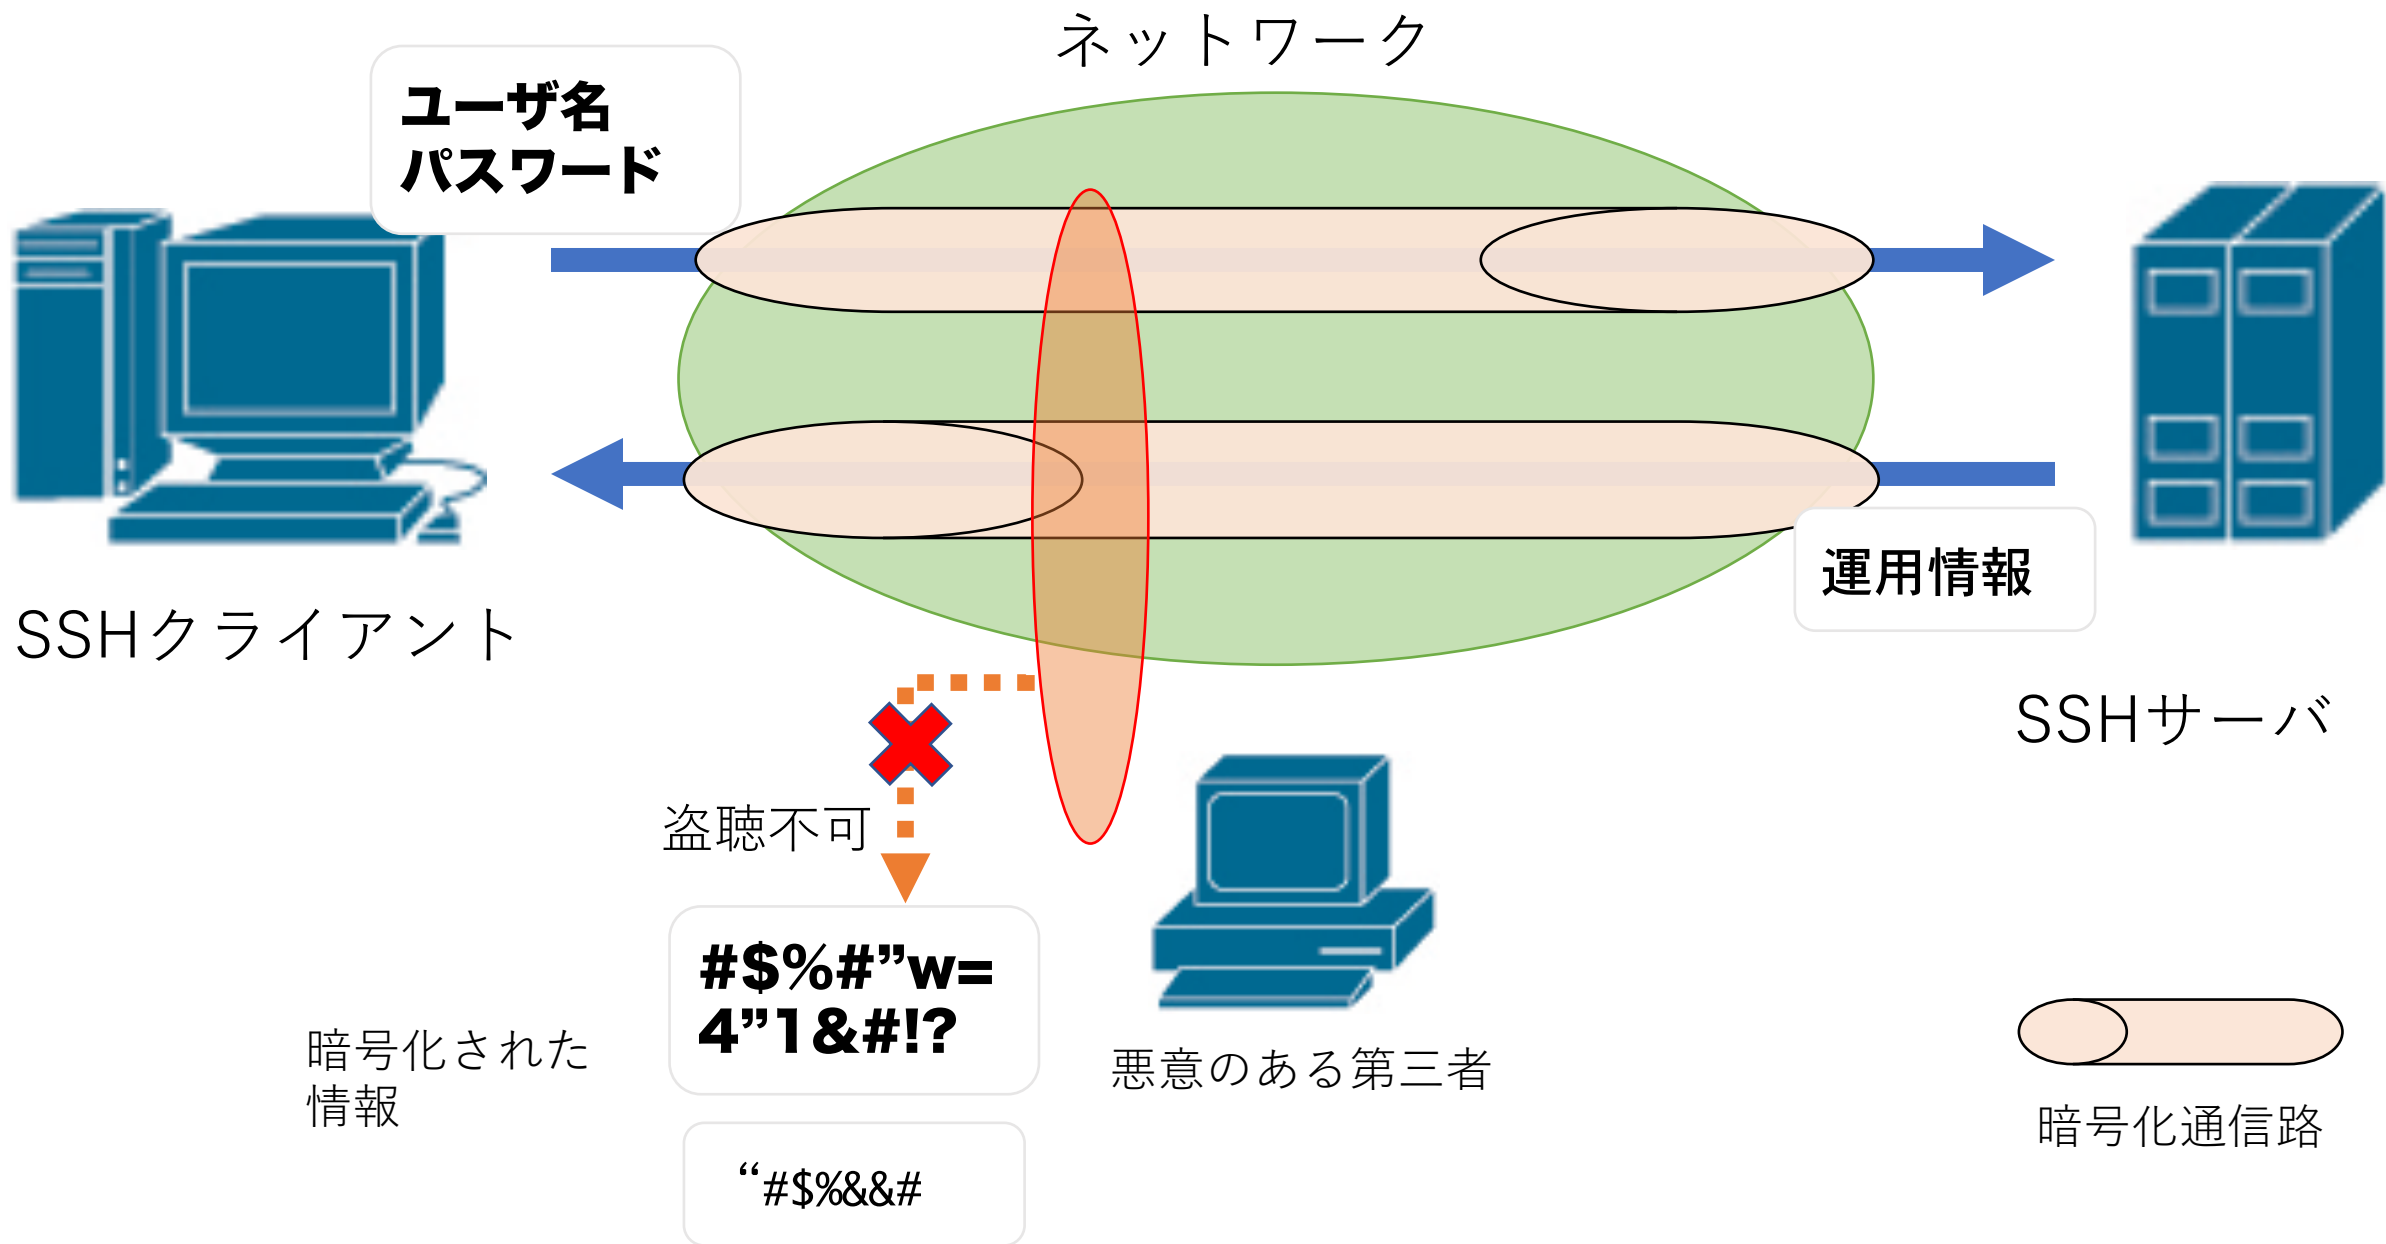 ネットワーク
ユーザ名
パスワード
運用情報
SSHクライアント
SSHサーバ
盗聴不可
#$%#”w=
4”1&#!?
暗号化された
情報
悪意のある第三者
暗号化通信路
“#$%&&#